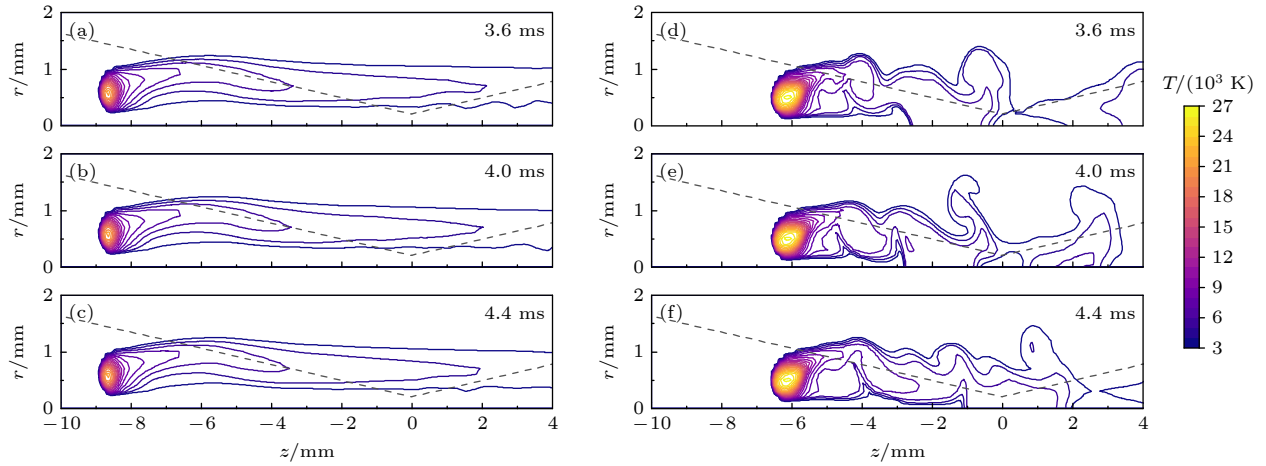 (a) 3.6 ms
r/mm
2
1
0
(b) 4.0 ms
r/mm
2
1
0
(c) 4.4 ms
r/mm
2
1
0
−10 −8 −6 −4 −2 0 2 4
z/mm
(d) 3.6 ms
r/mm
2
1
0
(e) 4.0 ms
r/mm
2
1
0
(f) 4.4 ms
r/mm
2
1
0
−10 −8 −6 −4 −2 0 2 4
z/mm
T/(10³ K)
27
24
21
18
15
12
9
6
3